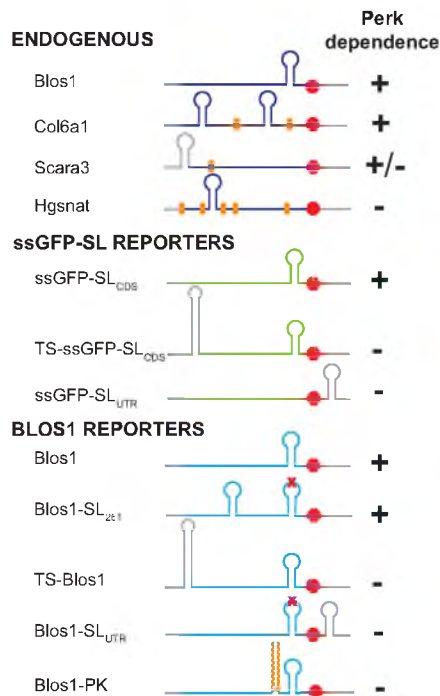 Perk
ENDOGENOUS dependence
Blos1 +
Col6a1 +
Scara3 +/-
Hgsnat -
ssGFP-SL REPORTERS
ssGFP-SLCDS +
TS-ssGFP-SLCDS -
ssGFP-SLUTR -
BLOS1 REPORTERS
Blos1 +
Blos1-SL261 +
TS-Blos1 -
Blos1-SLUTR -
Blos1-PK -